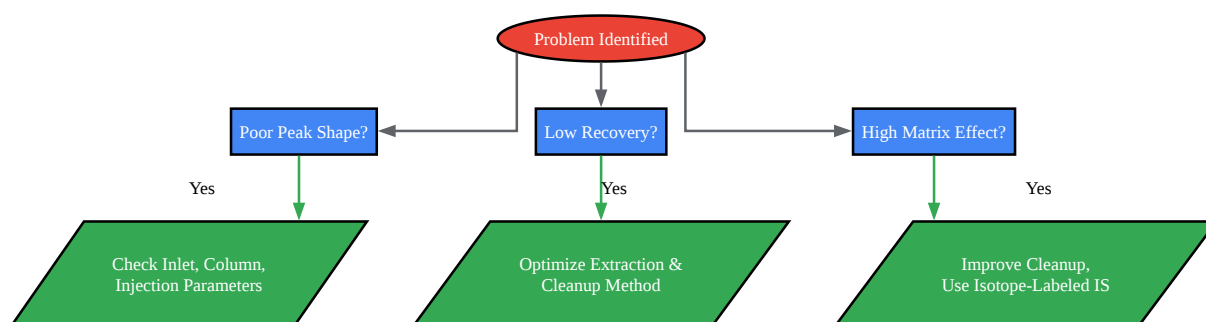 Problem Identified
Poor Peak Shape?
Low Recovery?
High Matrix Effect?
Yes
Yes
Yes
Check Inlet, Column,
Injection Parameters
Optimize Extraction &
Cleanup Method
Improve Cleanup,
Use Isotope-Labeled IS